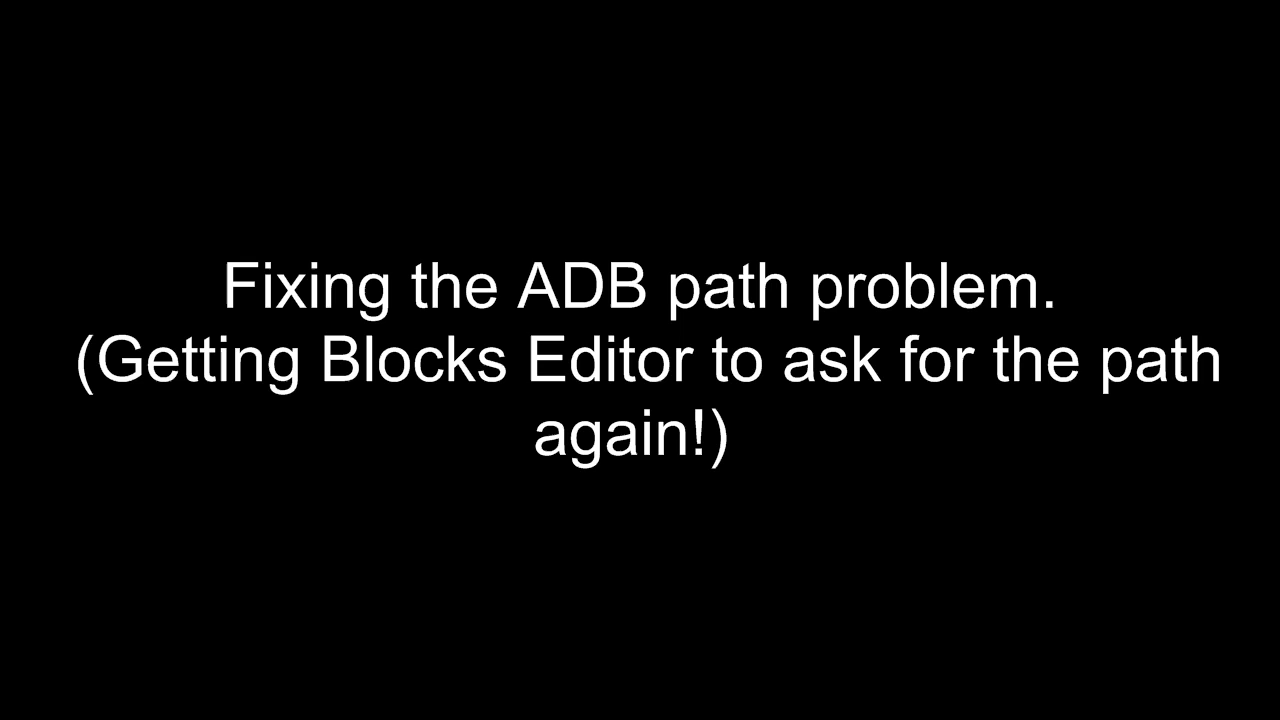 Fixing the ADB path problem.
(Getting Blocks Editor to ask for the path
again!)